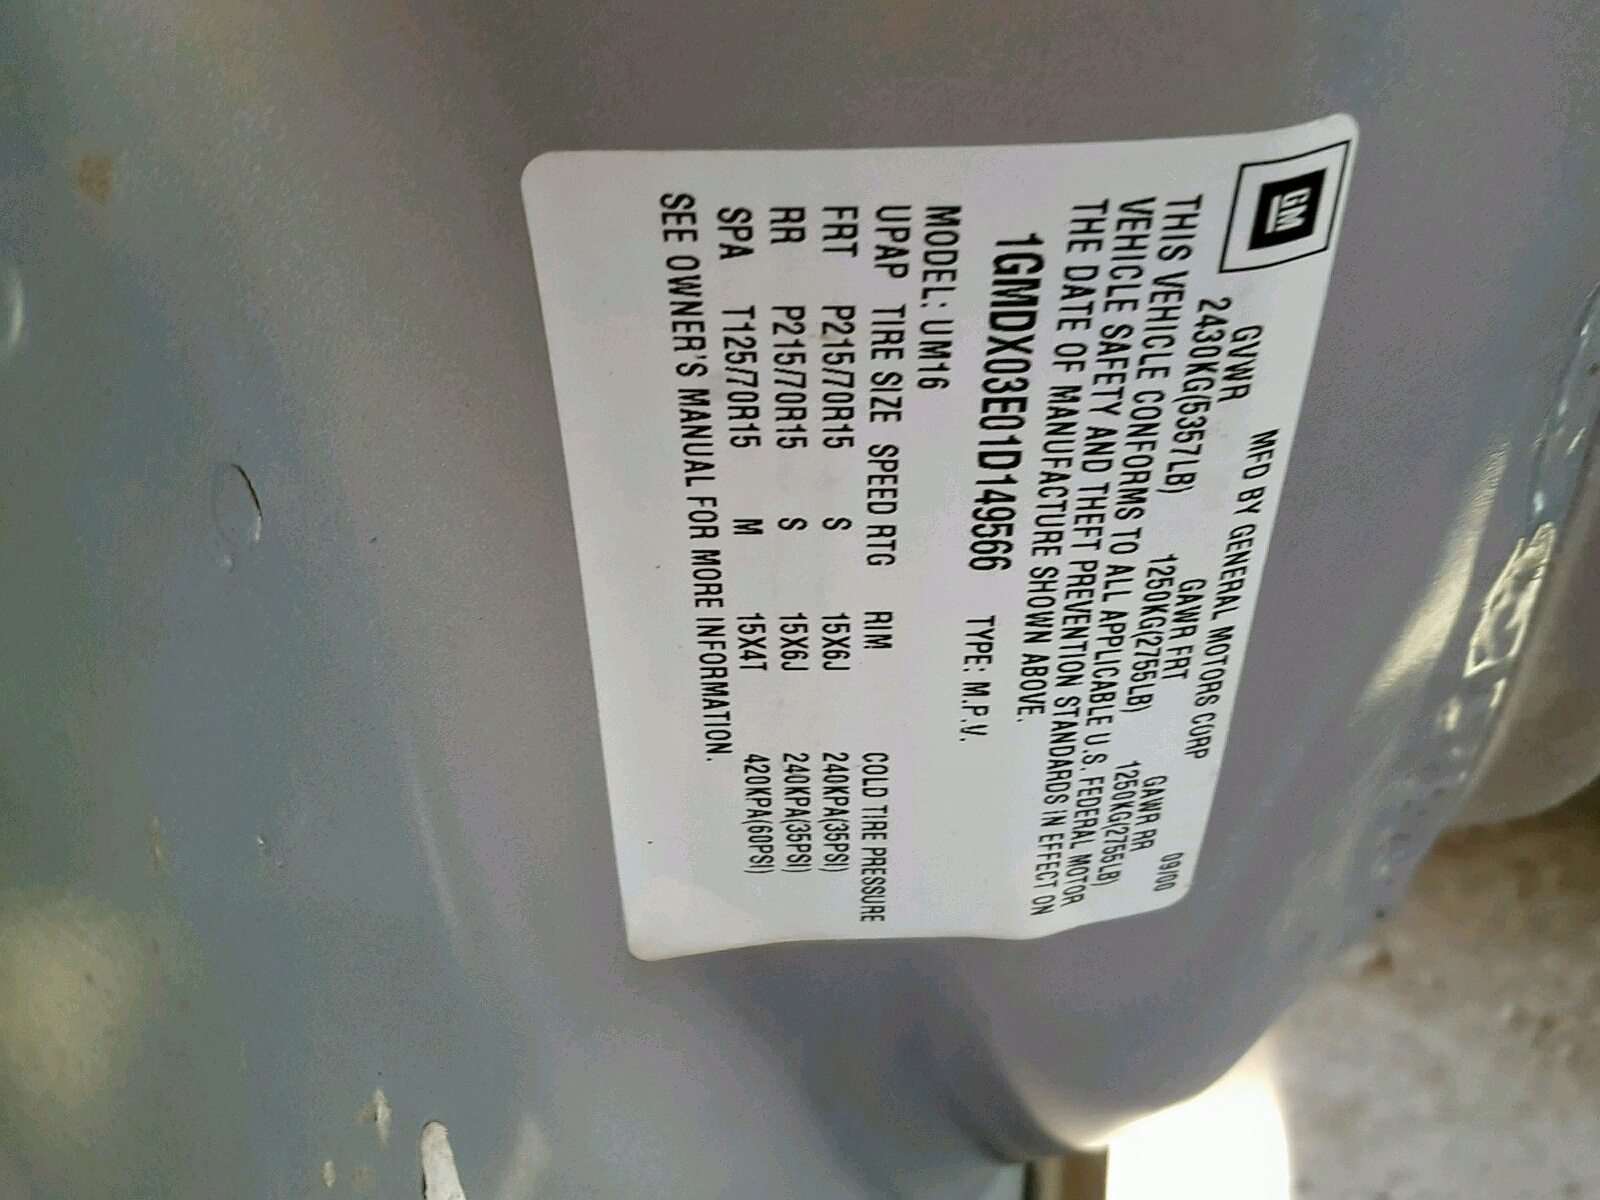 GM
MFD BY GENERAL MOTORS CORP 09/00
GVWR GAWR FRT GAWR RR
2430KG(5357LB) 1250KG(2755LB) 1250KG(2755LB)
THIS VEHICLE CONFORMS TO ALL APPLICABLE U.S. FEDERAL MOTOR
VEHICLE SAFETY AND THEFT PREVENTION STANDARDS IN EFFECT ON
THE DATE OF MANUFACTURE SHOWN ABOVE.
1GMDX03E01D149566 TYPE: M.P.V.
MODEL: UM16
UPAP TIRE SIZE SPEED RTG RIM COLD TIRE PRESSURE
FRT P215/70R15 S 15X6J 240KPA(35PSI)
RR P215/70R15 S 15X6J 240KPA(35PSI)
SPA T125/70R15 M 15X4T 420KPA(60PSI)
SEE OWNER'S MANUAL FOR MORE INFORMATION.